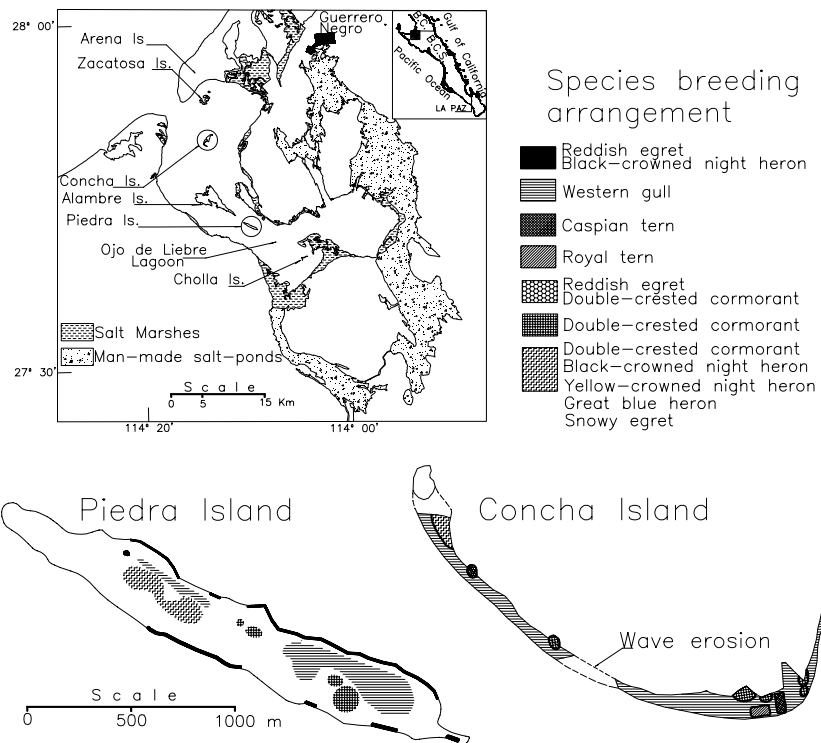 28° 00'
Guerrero
Negro
Arena Is.
Zacatosa Is.
B.C.
B.C.S.
Gulf of California
Pacific Ocean
LA PAZ
Concha Is.
Alambre Is.
Piedra Is.
Ojo de Liebre
Lagoon
Cholla Is.
Salt Marshes
Man-made salt-ponds
27° 30'
Scale
0 5 15 Km
114° 20'
114° 00'
Species breeding
arrangement
Reddish egret
Black-crowned night heron
Western gull
Caspian tern
Royal tern
Reddish egret
Double-crested cormorant
Double-crested cormorant
Double-crested cormorant
Black-crowned night heron
Yellow-crowned night heron
Great blue heron
Snowy egret
Piedra Island
Scale
0 500 1000 m
Concha Island
Wave erosion